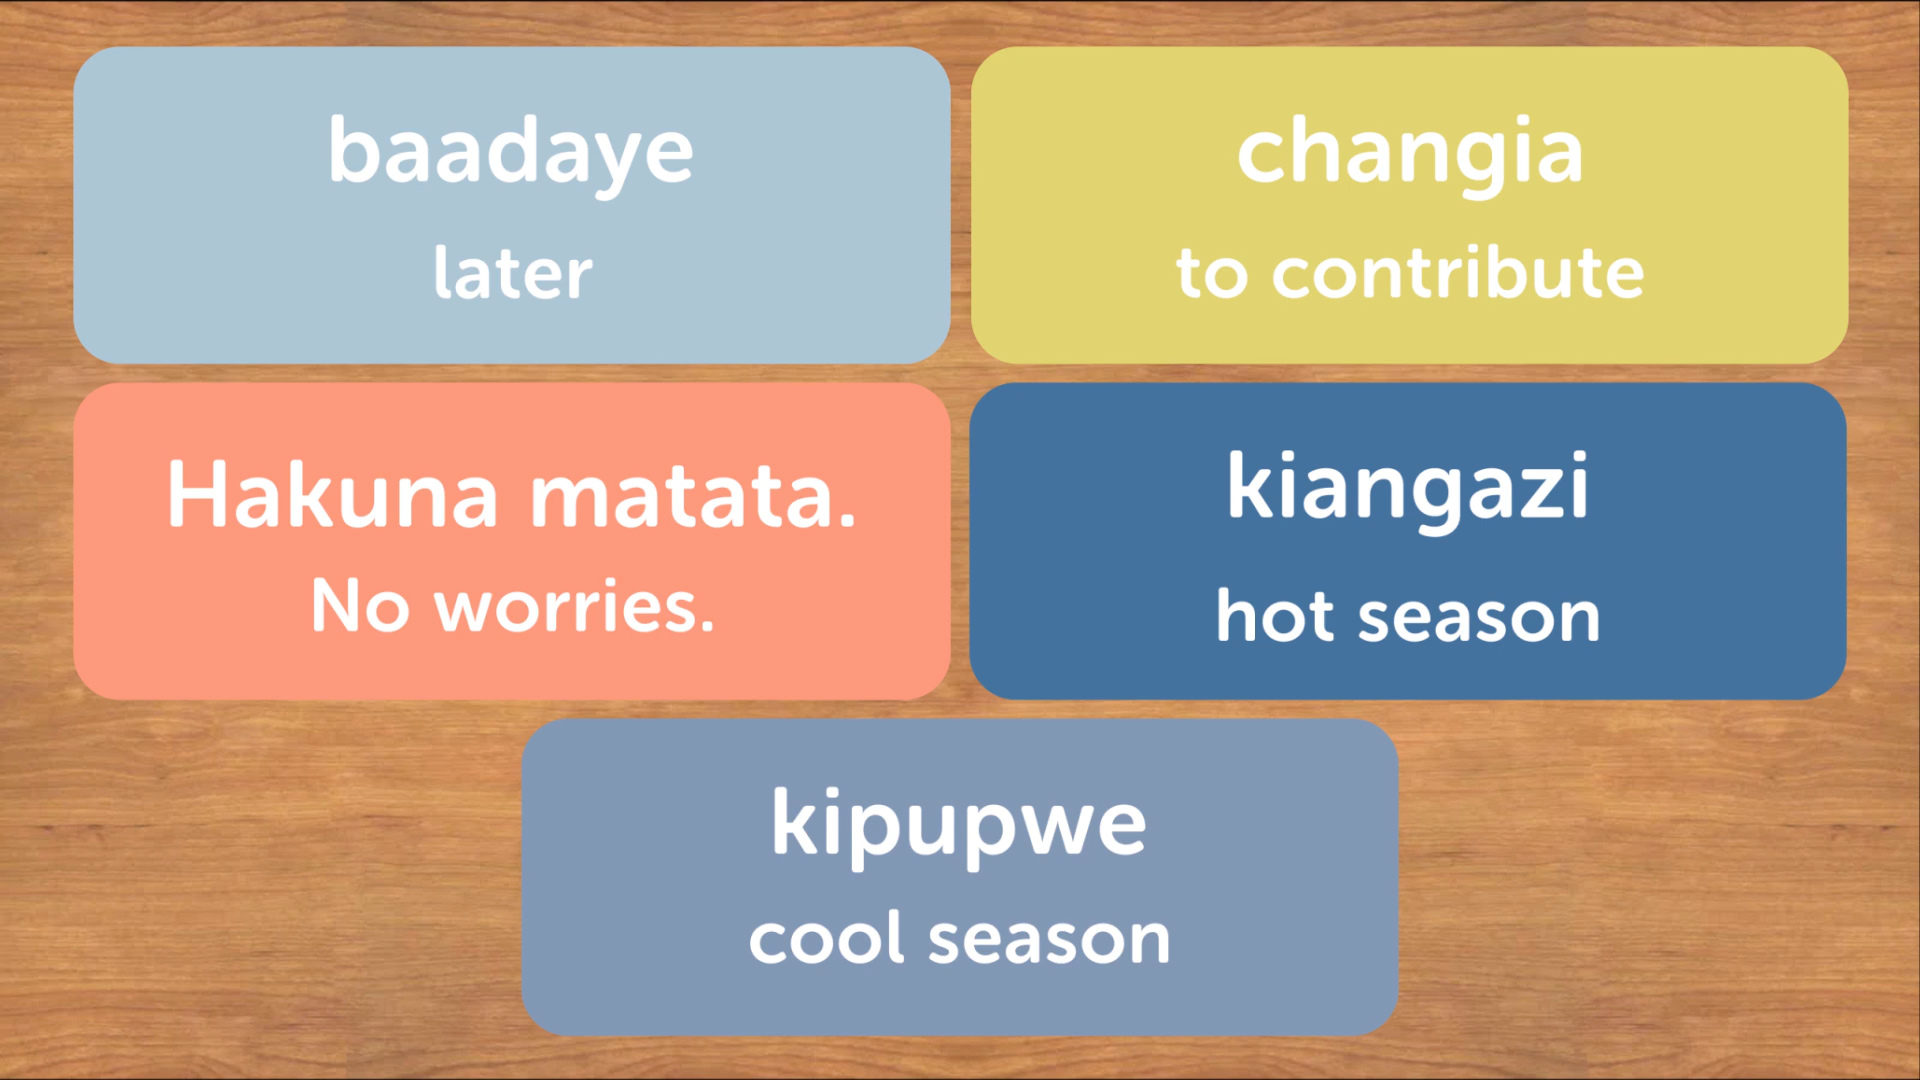 baadaye
later
changia
to contribute
Hakuna matata.
No worries.
kiangazi
hot season
kipupwe
cool season